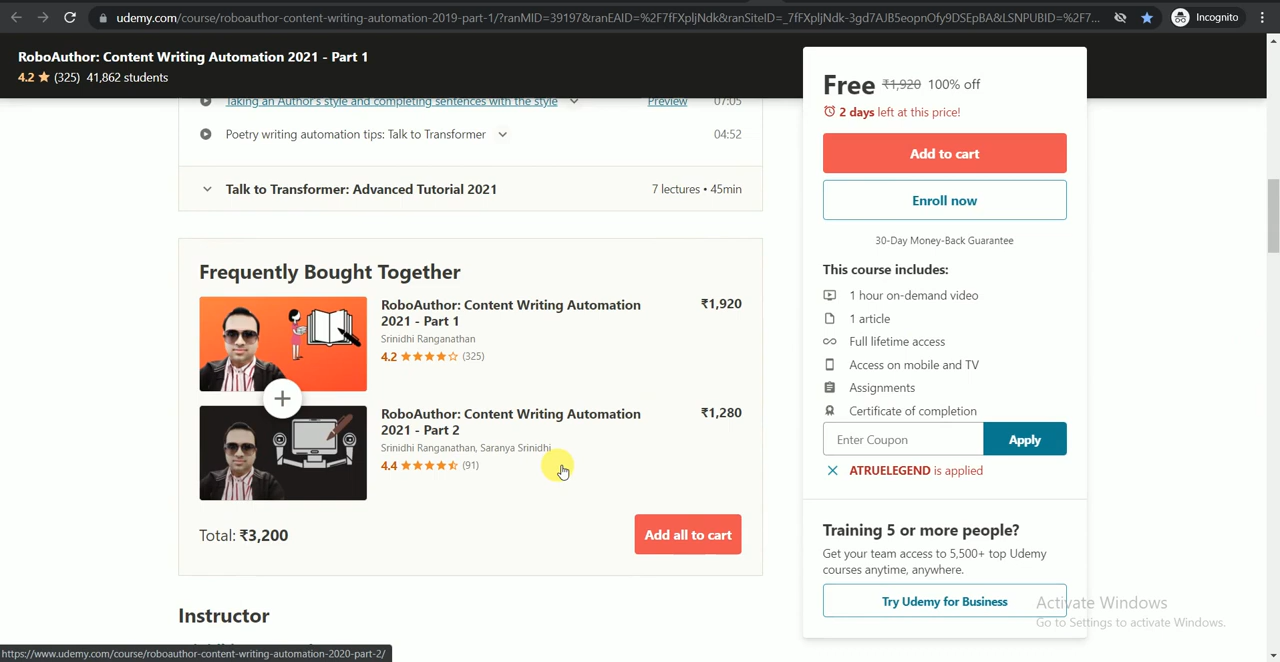 udemy.com/course/roboauthor-content-writing-automation-2019-part-1/?ranMID=39197&ranEAID=%2F7fFXpljNdk&ranSiteID=_7fFXpljNdk-3gd7AJB5eopnOfy9DSEpBA&LSNPUBID=%2F7...
Incognito
RoboAuthor: Content Writing Automation 2021 - Part 1
4.2 ★ (325) 41,862 students
Taking an Author's style and completing sentences with the style Preview 07:05
Poetry writing automation tips: Talk to Transformer 04:52
Talk to Transformer: Advanced Tutorial 2021 7 lectures • 45min
Frequently Bought Together
RoboAuthor: Content Writing Automation 2021 - Part 1 ₹1,920
Srinidhi Ranganathan
4.2 (325)
RoboAuthor: Content Writing Automation 2021 - Part 2 ₹1,280
Srinidhi Ranganathan, Saranya Srinidhi
4.4 (91)
Total: ₹3,200
Add all to cart
Instructor
Free ₹1,920 100% off
2 days left at this price!
Add to cart
Enroll now
30-Day Money-Back Guarantee
This course includes:
1 hour on-demand video
1 article
Full lifetime access
Access on mobile and TV
Assignments
Certificate of completion
Enter Coupon Apply
ATRUELEGEND is applied
Training 5 or more people?
Get your team access to 5,500+ top Udemy
courses anytime, anywhere.
Try Udemy for Business
Activate Windows
Go to Settings to activate Windows.
https://www.udemy.com/course/roboauthor-content-writing-automation-2020-part-2/